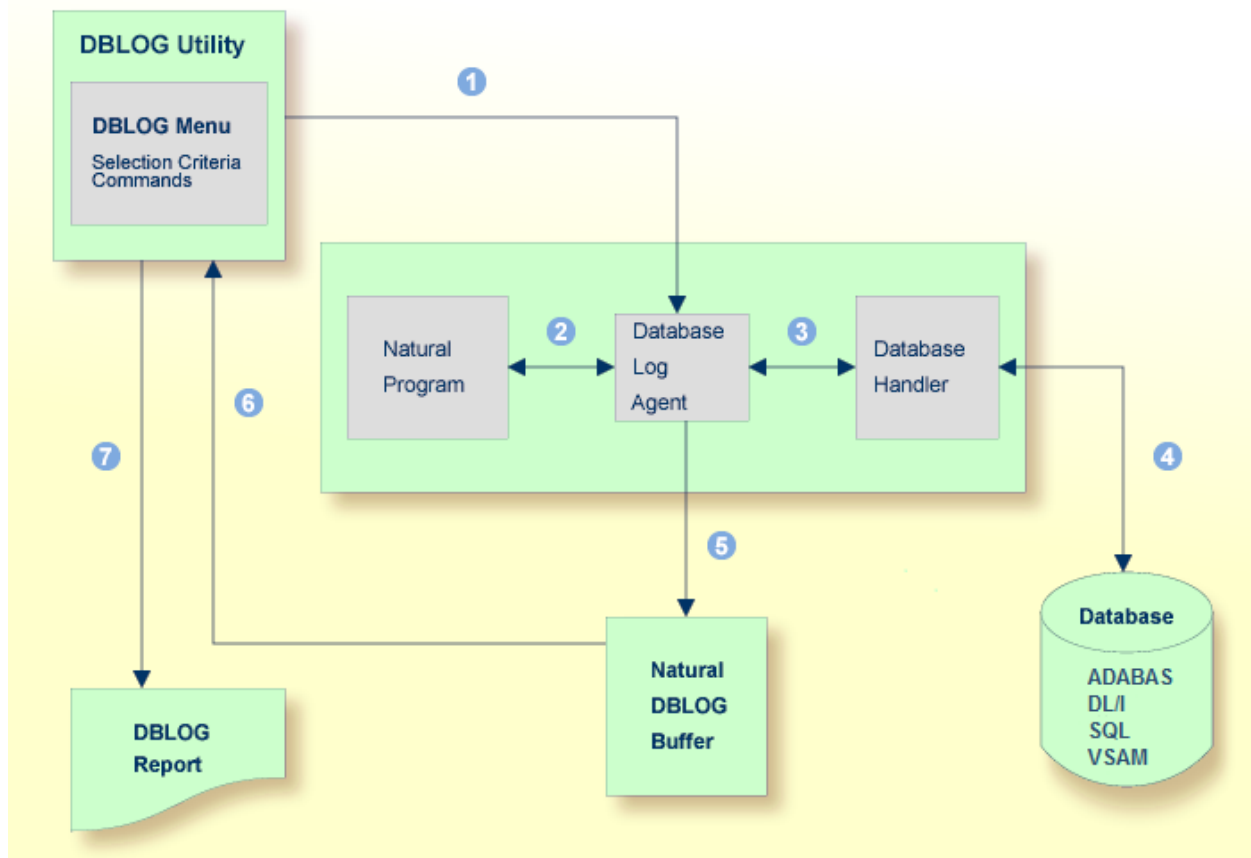 DBLOG Utility
1
DBLOG Menu
Selection Criteria
Commands
Natural
Program
2
Database
Log
Agent
3
Database
Handler
6
7
4
5
Database
ADABAS
DL/I
SQL
VSAM
Natural
DBLOG
Buffer
DBLOG
Report